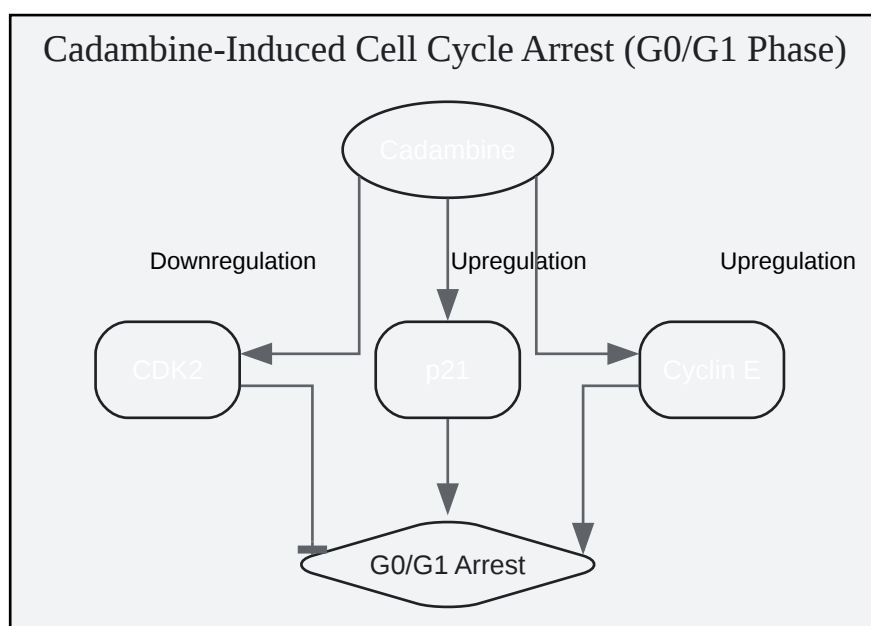 Cadambine-Induced Cell Cycle Arrest (G0/G1 Phase)
Cadambine
Downregulation
Upregulation
Upregulation
CDK2
p21
Cyclin E
G0/G1 Arrest